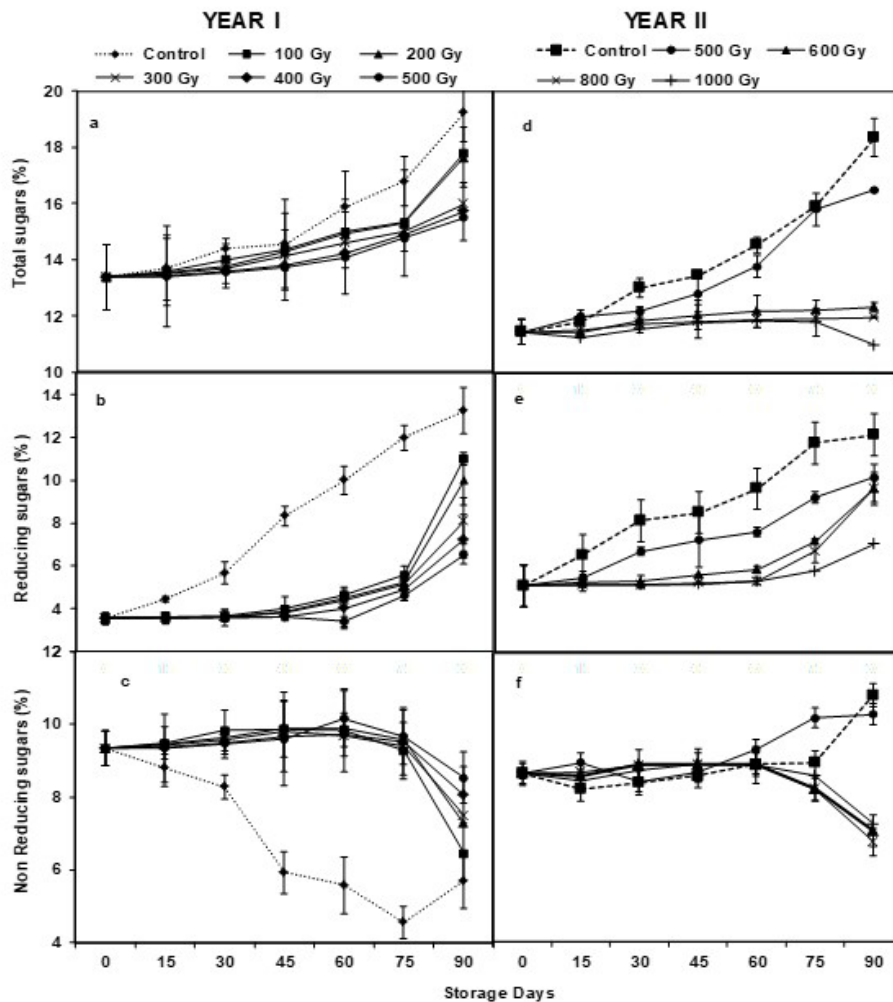 YEAR I
YEAR II
Control 100 Gy 200 Gy
300 Gy 400 Gy 500 Gy
Control 500 Gy 600 Gy
800 Gy 1000 Gy
Total sugars (%)
20
18
16
14
12
10
a
d
Reducing sugars (%)
14
12
10
8
6
4
b
e
Non Reducing sugars (%)
12
10
8
6
4
c
f
0 15 30 45 60 75 90
0 15 30 45 60 75 90
Storage Days